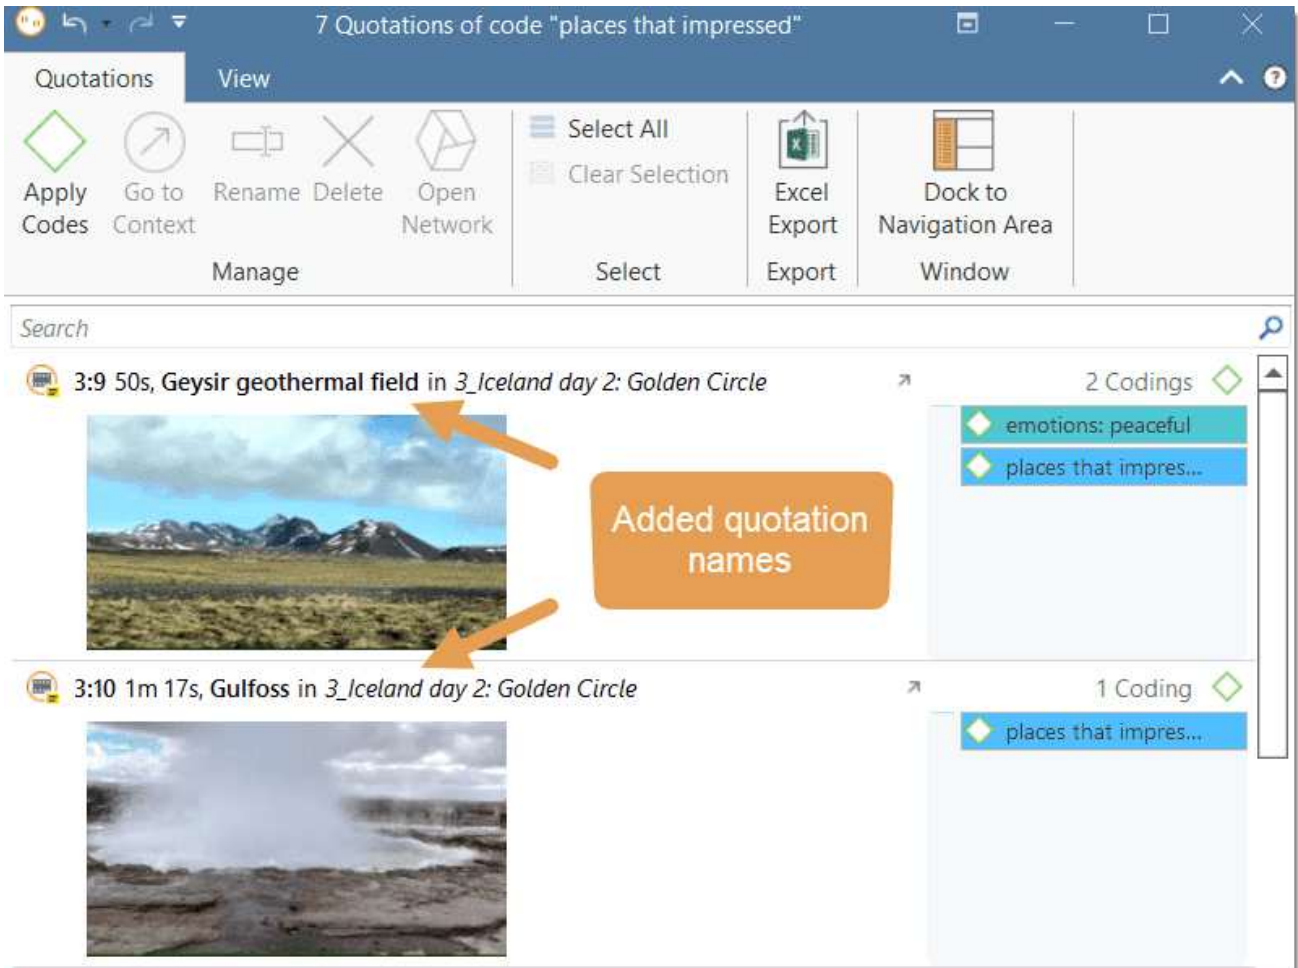 7 Quotations of code "places that impressed"
Quotations View
Select All
Clear Selection
Apply Codes
Go to Context
Rename
Delete
Open Network
Excel Export
Dock to Navigation Area
Manage
Select
Export
Window
Search
3:9 50s, Geysir geothermal field in 3_Iceland day 2: Golden Circle
2 Codings
emotions: peaceful
places that impres...
Added quotation
names
3:10 1m 17s, Gulfoss in 3_Iceland day 2: Golden Circle
1 Coding
places that impres...